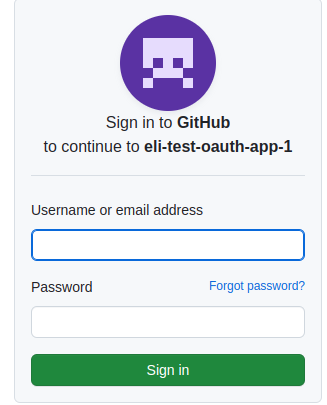 Sign in to GitHub
to continue to eli-test-oauth-app-1
Username or email address
Password Forgot password?
Sign in